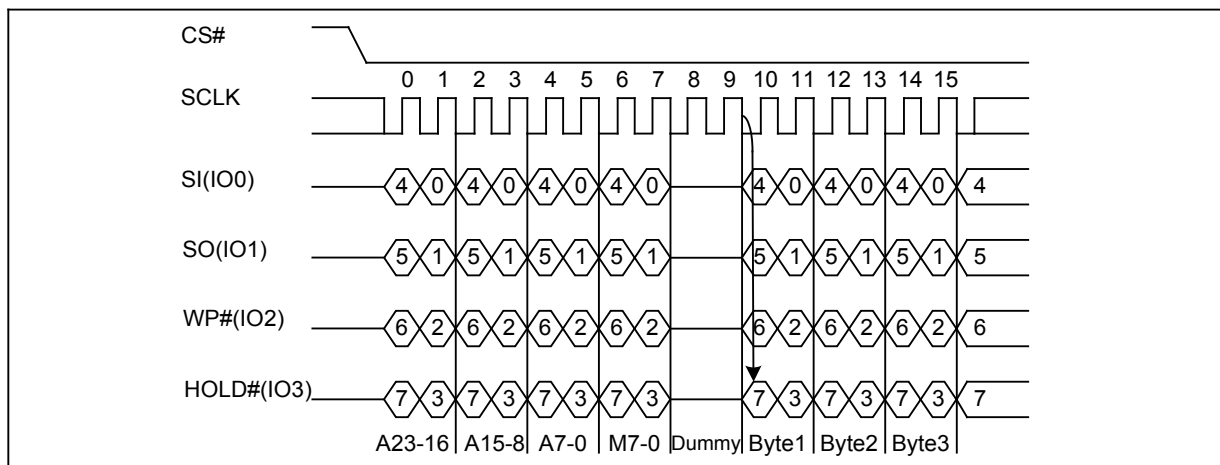 CS#
0 1 2 3 4 5 6 7 8 9 10 11 12 13 14 15
SCLK
SI(IO0) 4 0 4 0 4 0 4 0 4 0 4 0 4 0 4
SO(IO1) 5 1 5 1 5 1 5 1 5 1 5 1 5 1 5
WP#(IO2) 6 2 6 2 6 2 6 2 6 2 6 2 6 2 6
HOLD#(IO3) 7 3 7 3 7 3 7 3 7 3 7 3 7 3 7
A23-16 A15-8 A7-0 M7-0 Dummy Byte1 Byte2 Byte3